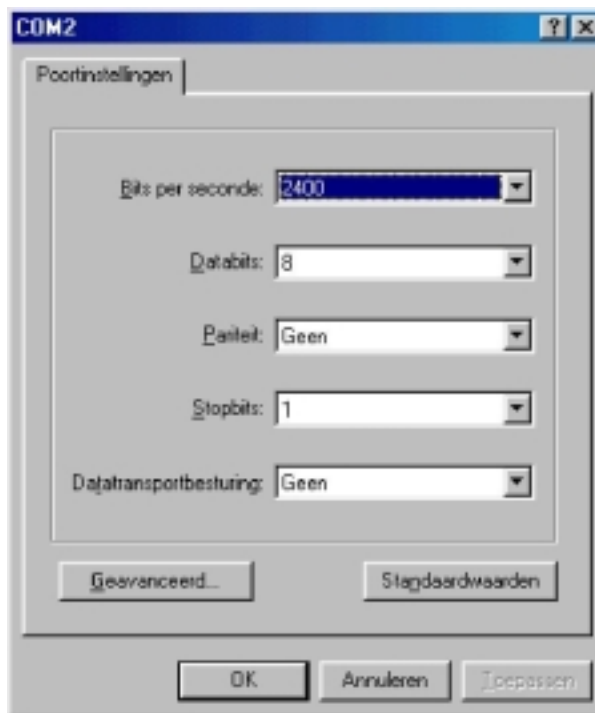 COM2
Poortinstellingen
Bits per seconde: 2400
Databits: 8
Pariteit: Geen
Stopbits: 1
Datatransportbesturing: Geen
Geavanceerd...
Standaardwaarden
OK
Annuleren
Toepassen